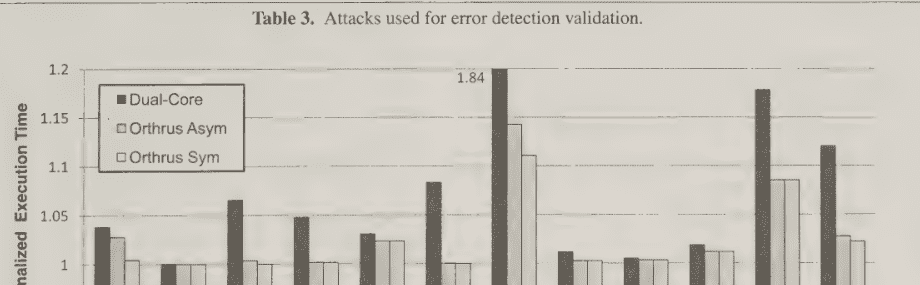 Table 3. Attacks used for error detection validation.
1.2
1.84
Dual-Core
1.15
Orthrus Asym
Orthrus Sym
1.1
1.05
1
Execution Time